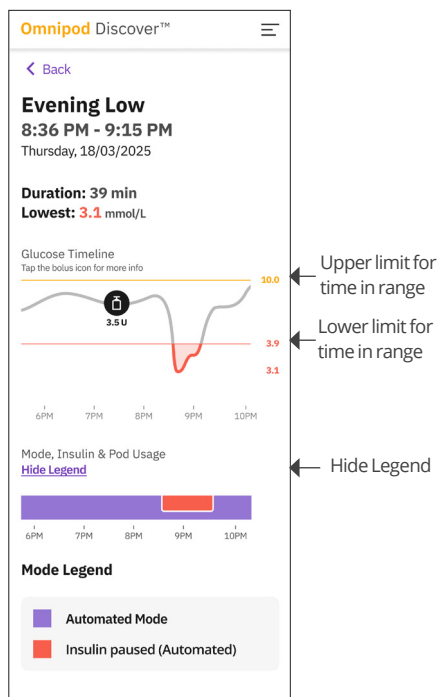 Omnipod Discover™
Back
Evening Low
8:36 PM - 9:15 PM
Thursday, 18/03/2025
Duration: 39 min
Lowest: 3.1 mmol/L
Glucose Timeline
Tap the bolus icon for more info
10.0
Upper limit for
time in range
3.5 U
3.9
Lower limit for
time in range
3.1
6PM 7PM 8PM 9PM 10PM
Mode, Insulin & Pod Usage
Hide Legend
Hide Legend
6PM 7PM 8PM 9PM 10PM
Mode Legend
Automated Mode
Insulin paused (Automated)